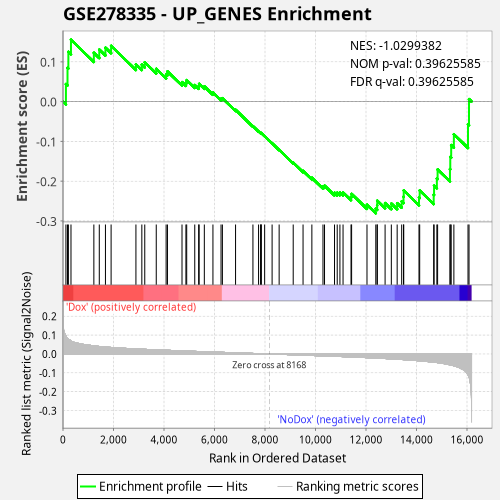 GSE278335 - UP_GENES Enrichment
NES: -1.0299382
NOM p-val: 0.39625585
FDR q-val: 0.39625585
Enrichment score (ES)
0.1
0.0
-0.1
-0.2
-0.3
'Dox' (positively correlated)
Ranked list metric (Signal2Noise)
0.2
0.1
0.0
-0.1
-0.2
-0.3
Zero cross at 8168
'NoDox' (negatively correlated)
0 2,000 4,000 6,000 8,000 10,000 12,000 14,000 16,000
Rank in Ordered Dataset
Enrichment profile Hits Ranking metric scores